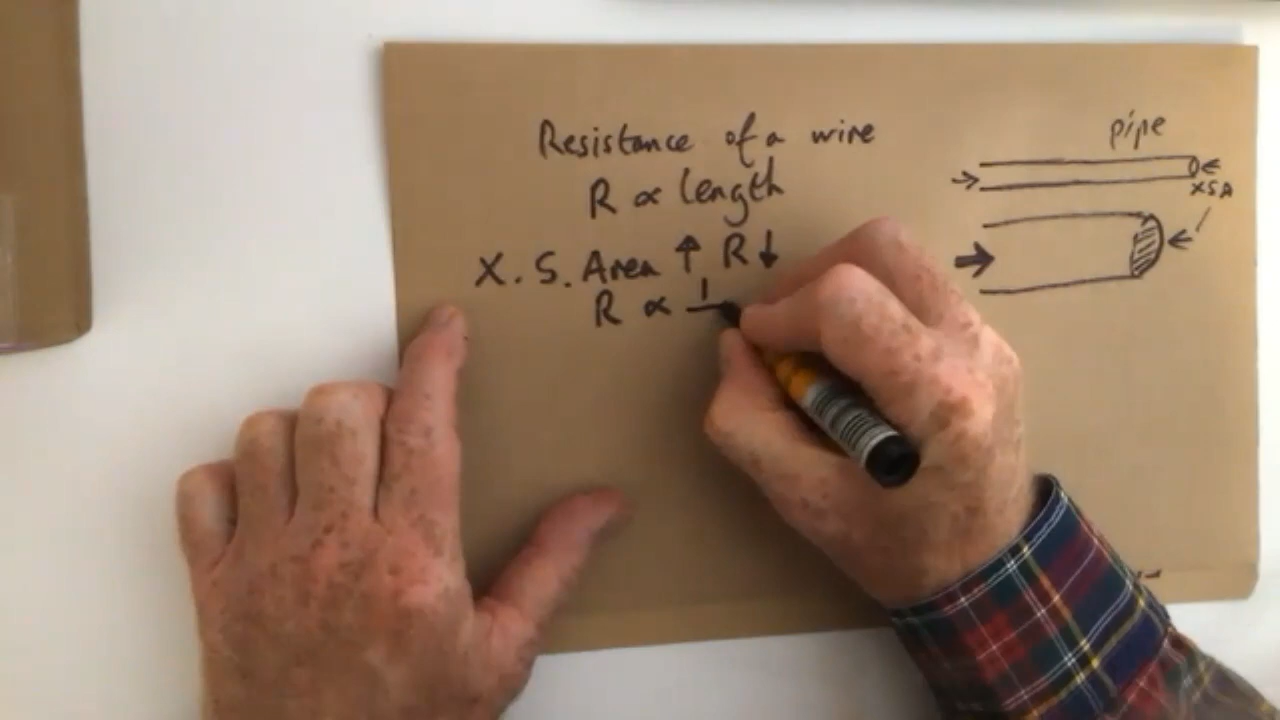 Resistance of a wire
R ∝ length
X.S. Area ↑ R ↓
R ∝ 1
pipe
XSA